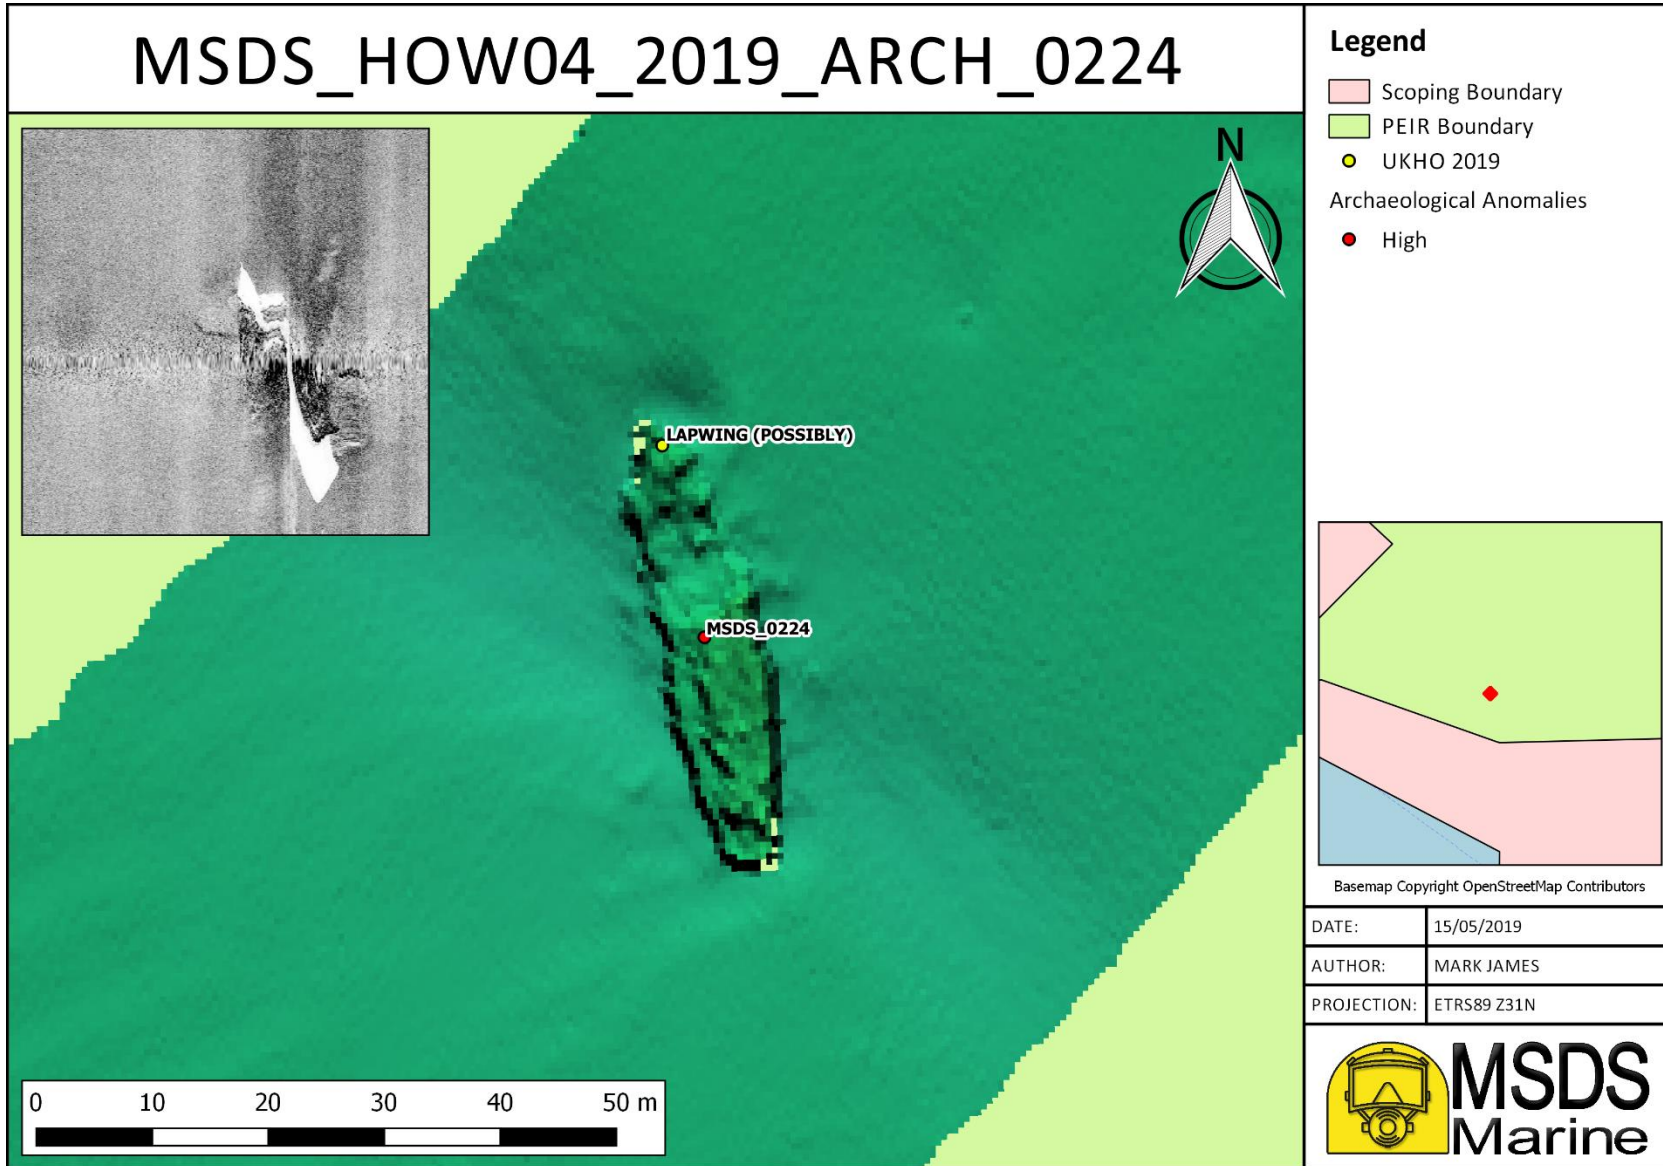 MSDS_HOW04_2019_ARCH_0224
Legend
Scoping Boundary
PEIR Boundary
UKHO 2019
Archaeological Anomalies
High
N
LAPWING (POSSIBLY)
MSDS_0224
0 10 20 30 40 50 m
Basemap Copyright OpenStreetMap Contributors
DATE: 15/05/2019
AUTHOR: MARK JAMES
PROJECTION: ETRS89 Z31N
MSDS
Marine